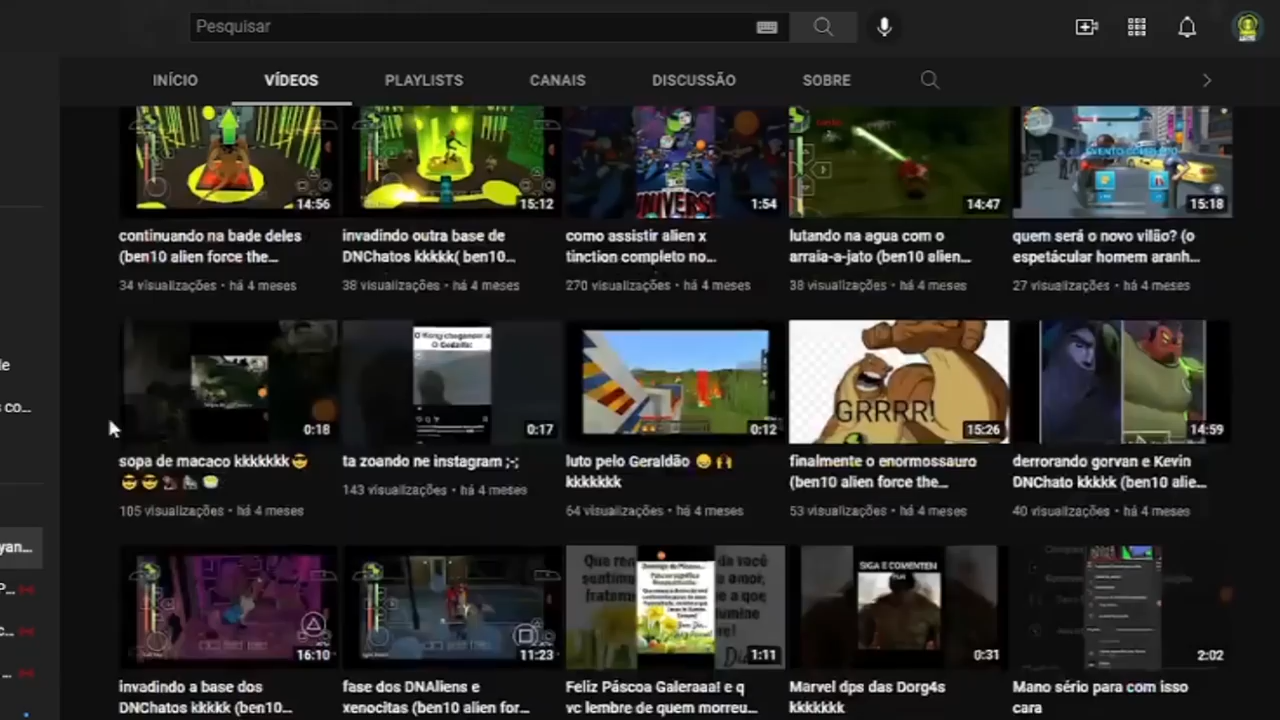 Pesquisar
INÍCIO VÍDEOS PLAYLISTS CANAIS DISCUSSÃO SOBRE
14:56 15:12 1:54 14:47 15:18
UNIVERS
continuando na bade deles
(ben10 alien force the...
34 visualizações • há 4 meses
invadindo outra base de
DNChatos kkkkk( ben10...
38 visualizações • há 4 meses
como assistir alien x
tinction completo no...
270 visualizações • há 4 meses
lutando na agua com o
arraia-a-jato (ben10 alien...
38 visualizações • há 4 meses
quem será o novo vilão? (o
espetácular homem aranh...
27 visualizações • há 4 meses
de
s co...
O Kong chegando
O Godzilla:
GRRRR!
0:18 0:17 0:12 15:26 14:59
sopa de macaco kkkkkkk😎
😎😎
105 visualizações • há 4 meses
ta zoando ne instagram ;-;
143 visualizações • há 4 meses
luto pelo Geraldão
kkkkkkk
64 visualizações • há 4 meses
finalmente o enormossauro
(ben10 alien force the...
53 visualizações • há 4 meses
derrorando gorvan e Kevin
DNChato kkkkk (ben10 alie...
40 visualizações • há 4 meses
yan...
P...
c...
SIGA E COMENTEM
16:10 11:23 1:11 0:31 2:02
invadindo a base dos
DNChatos kkkkk (ben10...
fase dos DNAliens e
xenocitas (ben10 alien for...
Feliz Páscoa Galeraaa! e q
vc lembre de quem morreu...
Marvel dps das Dorg4s
kkkkkkk
Mano sério para com isso
cara